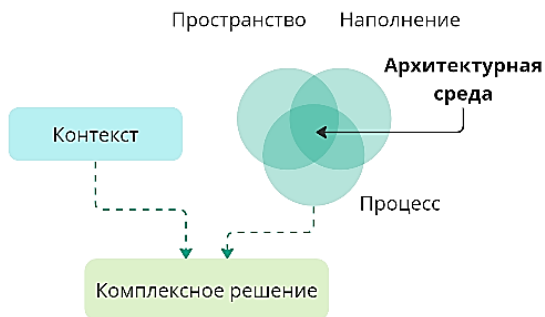 Пространство
Наполнение
Архитектурная
среда
Контекст
Процесс
Комплексное решение